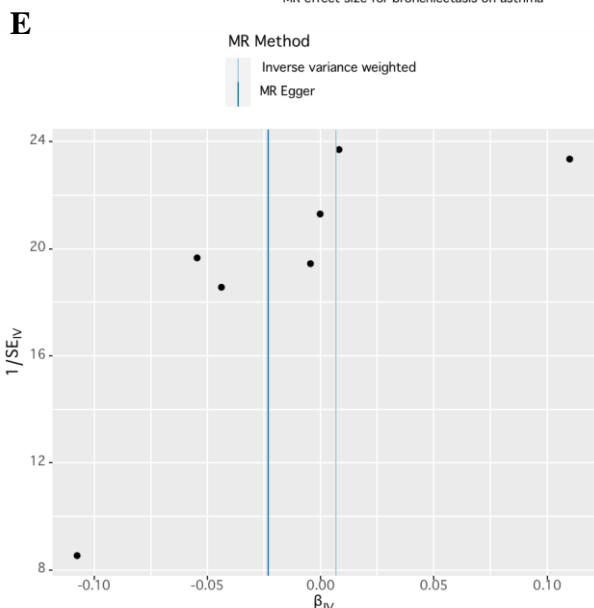 MR effect size for bronchiectasis on asthma
E
MR Method
Inverse variance weighted
MR Egger
24
20
16
12
8
1/SE_IV
-0.10 -0.05 0.00 0.05 0.10
β_IV